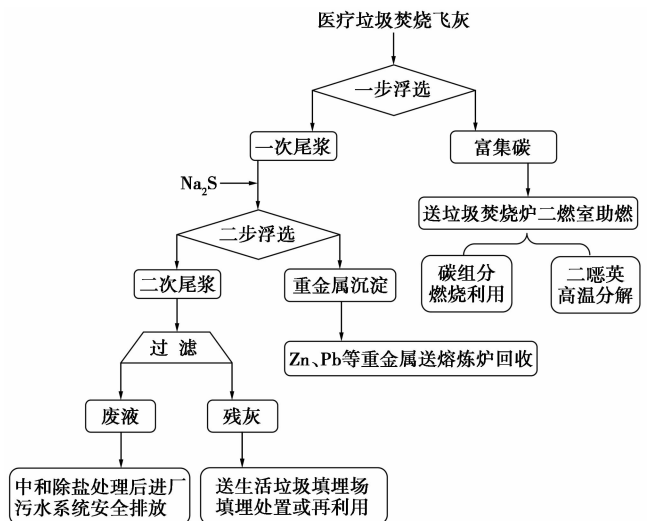 医疗垃圾焚烧飞灰
一步浮选
一次尾浆
富集碳
Na₂S
送垃圾焚烧炉二燃室助燃
二步浮选
碳组分
燃烧利用
二噁英
高温分解
二次尾浆
重金属沉淀
过 滤
Zn、Pb等重金属送熔炼炉回收
废液
残灰
中和除盐处理后进厂
污水系统安全排放
送生活垃圾填埋场
填埋处置或再利用